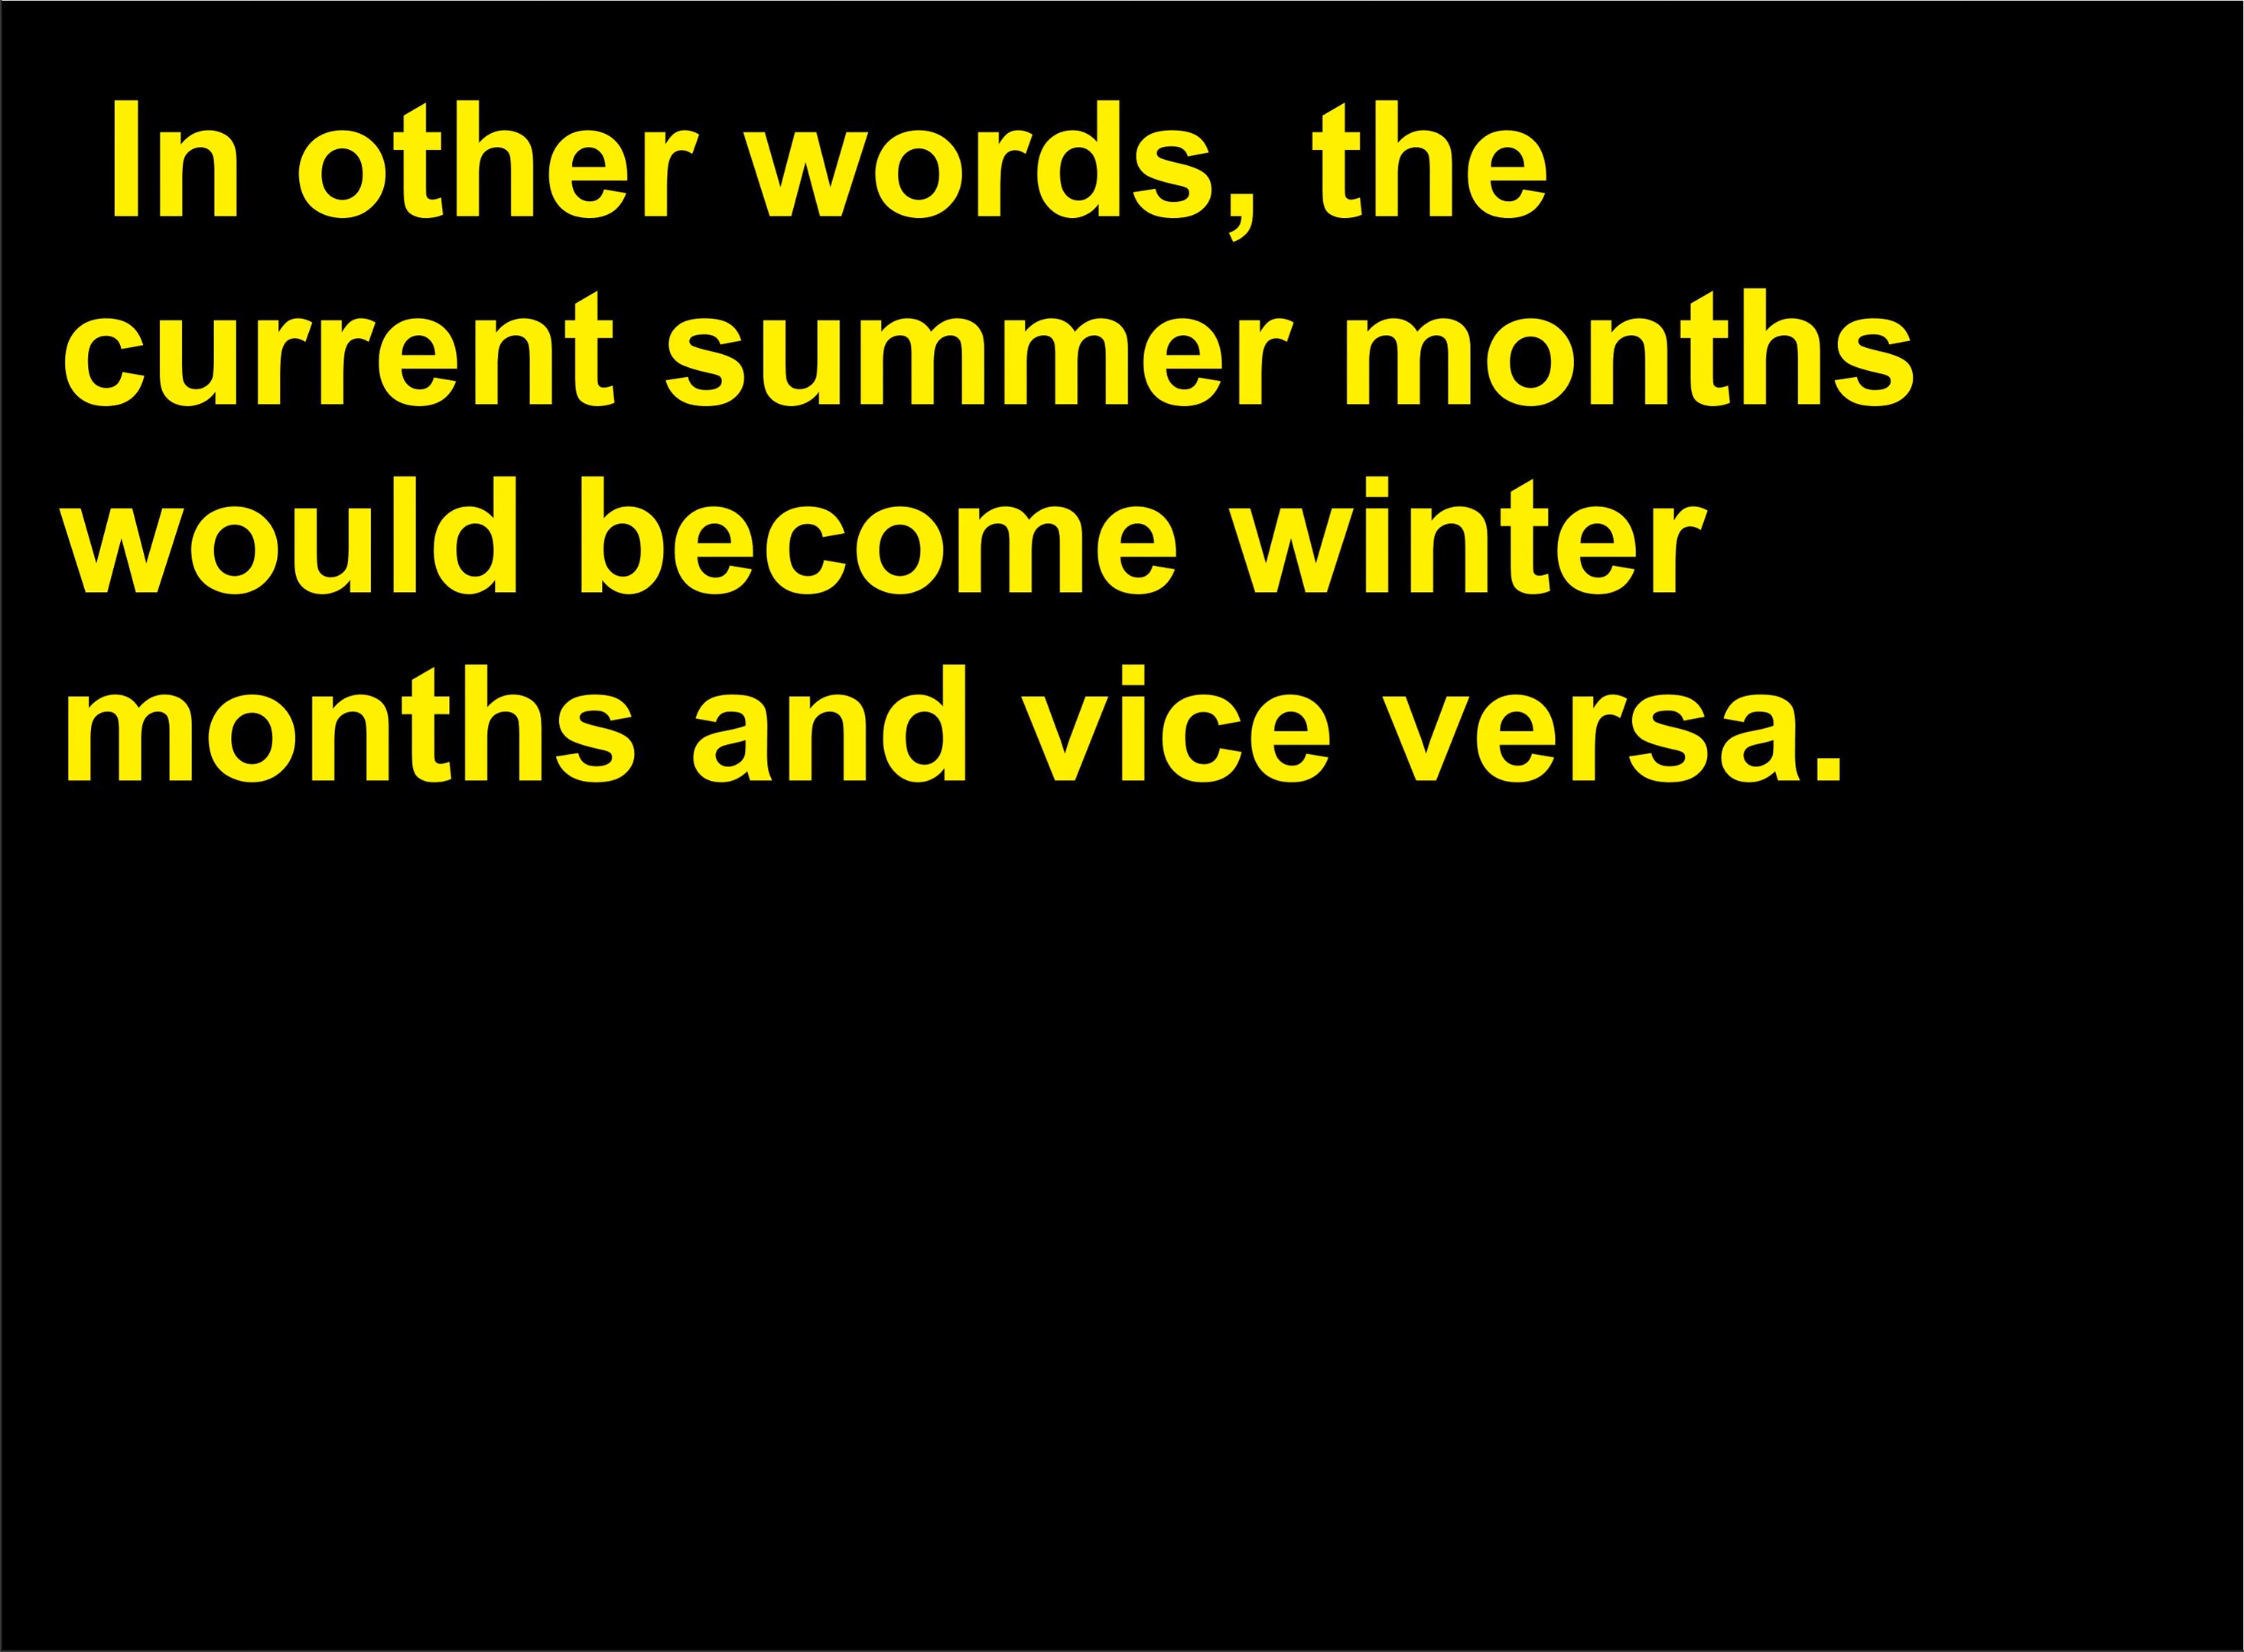 In other words, the
current summer months
would become winter
months and vice versa.